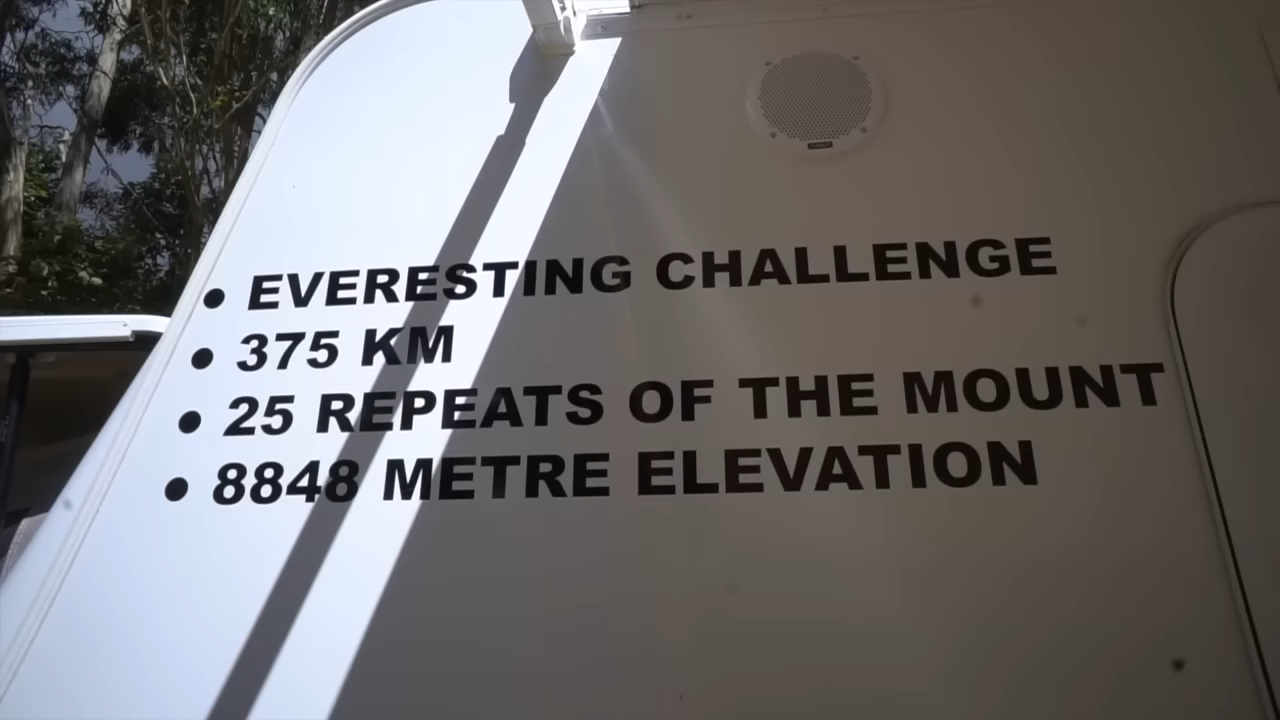 • EVERESTING CHALLENGE
• 375 KM
• 25 REPEATS OF THE MOUNT
• 8848 METRE ELEVATION